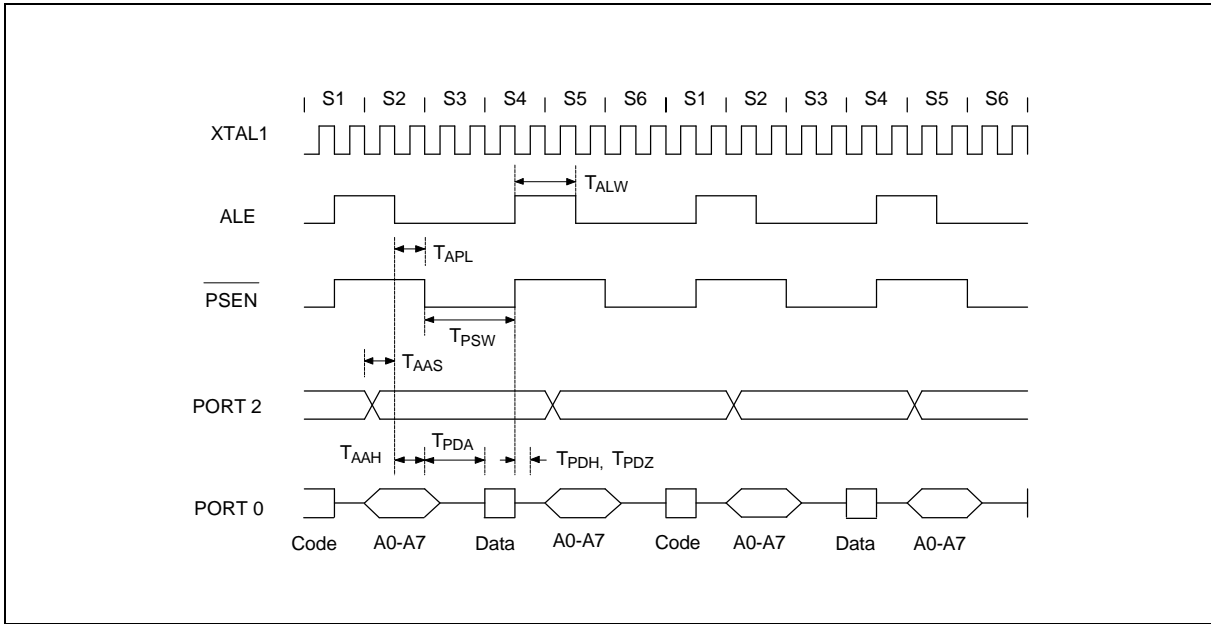 S1 S2 S3 S4 S5 S6 S1 S2 S3 S4 S5 S6
XTAL1
TALW
ALE
TAPL
PSEN
TPSW
TAAS
PORT 2
TAAH TPDA TPDH, TPDZ
PORT 0
Code A0-A7 Data A0-A7 Code A0-A7 Data A0-A7